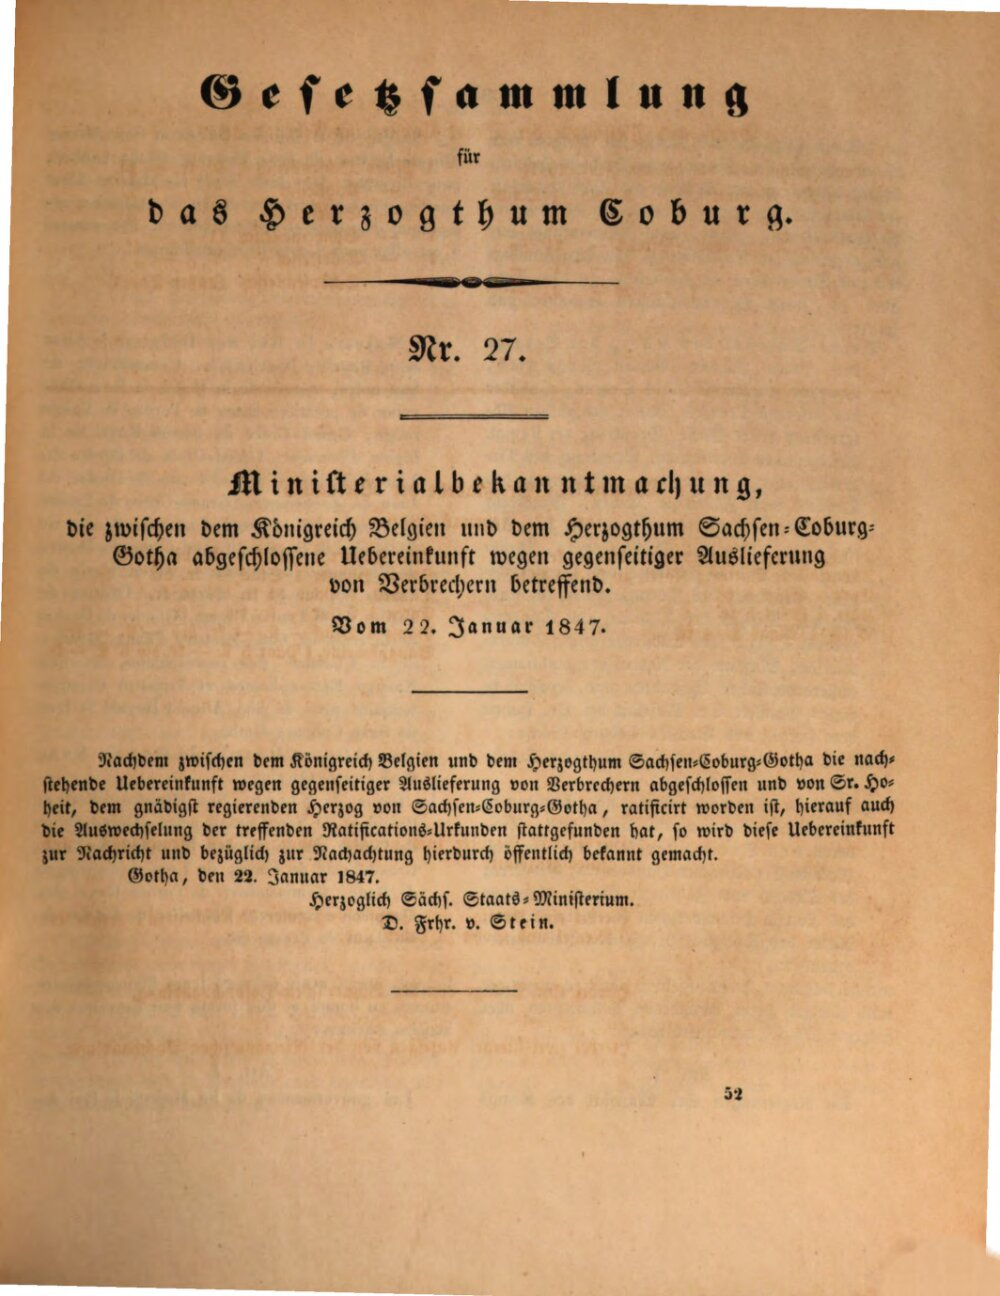 Gesetzsammlung
für
das Herzogthum Coburg.
Nr. 27.
Ministerialbekanntmachung,
die zwischen dem Königreich Belgien und dem Herzogthum Sachsen-Coburg-
Gotha abgeschlossene Uebereinkunft wegen gegenseitiger Auslieferung
von Verbrechern betreffend.
Vom 22. Januar 1847.
Nachdem zwischen dem Königreich Belgien und dem Herzogthum Sachsen-Coburg-Gotha die nach-
stehende Uebereinkunft wegen gegenseitiger Auslieferung von Verbrechern abgeschlossen und von Sr. Ho-
heit, dem gnädigst regierenden Herzog von Sachsen-Coburg-Gotha, ratificirt worden ist, hierauf auch
die Auswechselung der treffenden Ratifications-Urkunden stattgefunden hat, so wird diese Uebereinkunft
zur Nachricht und bezüglich zur Nachachtung hierdurch öffentlich bekannt gemacht.
Gotha, den 22. Januar 1847.
Herzoglich Sächs. Staats-Ministerium.
D. Frhr. v. Stein.
52